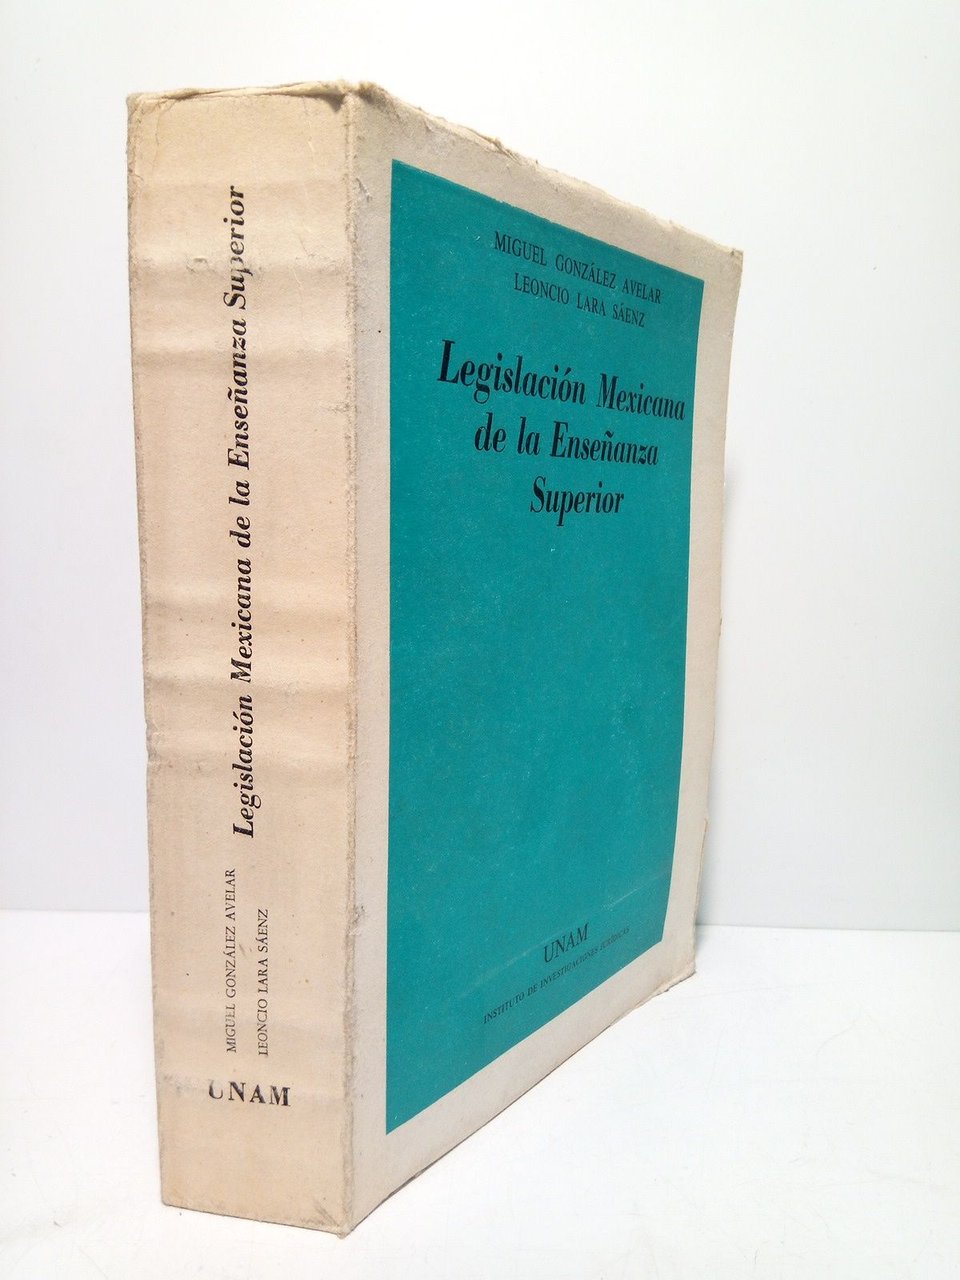 MIGUEL GONZÁLEZ AVELAR
LEONCIO LARA SÁENZ
Legislación Mexicana de la Enseñanza Superior
UNAM
MIGUEL GONZÁLEZ AVELAR
LEONCIO LARA SÁENZ
Legislación Mexicana
de la Enseñanza
Superior
UNAM
INSTITUTO DE INVESTIGACIONES JURÍDICAS